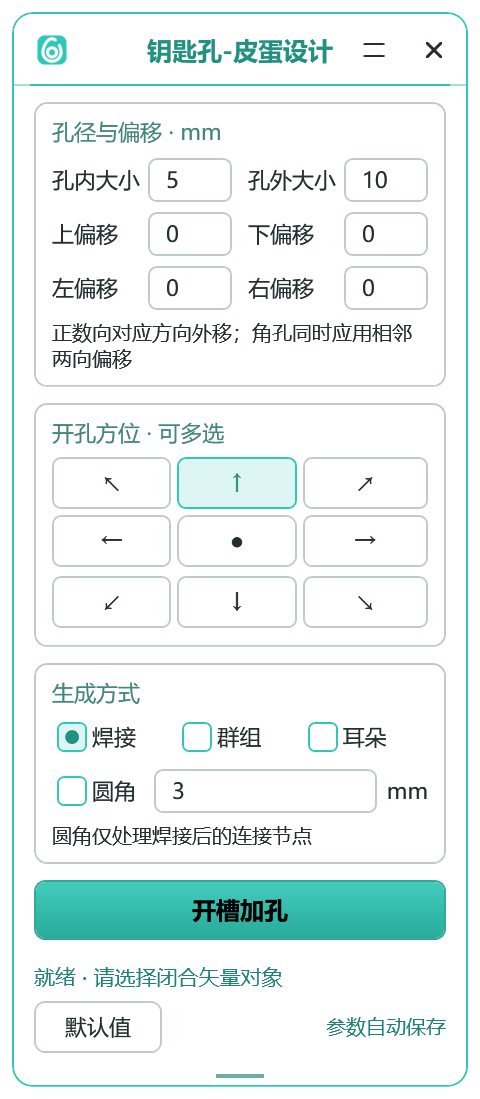 钥匙孔-皮蛋设计
孔径与偏移 · mm
孔内大小 5 孔外大小 10
上偏移 0 下偏移 0
左偏移 0 右偏移 0
正数向对应方向外移；角孔同时应用相邻
两向偏移
开孔方位 · 可多选
↖ ↑ ↗
← ● →
↙ ↓ ↘
生成方式
焊接 群组 耳朵
圆角 3 mm
圆角仅处理焊接后的连接节点
开槽加孔
就绪 · 请选择闭合矢量对象
默认值 参数自动保存